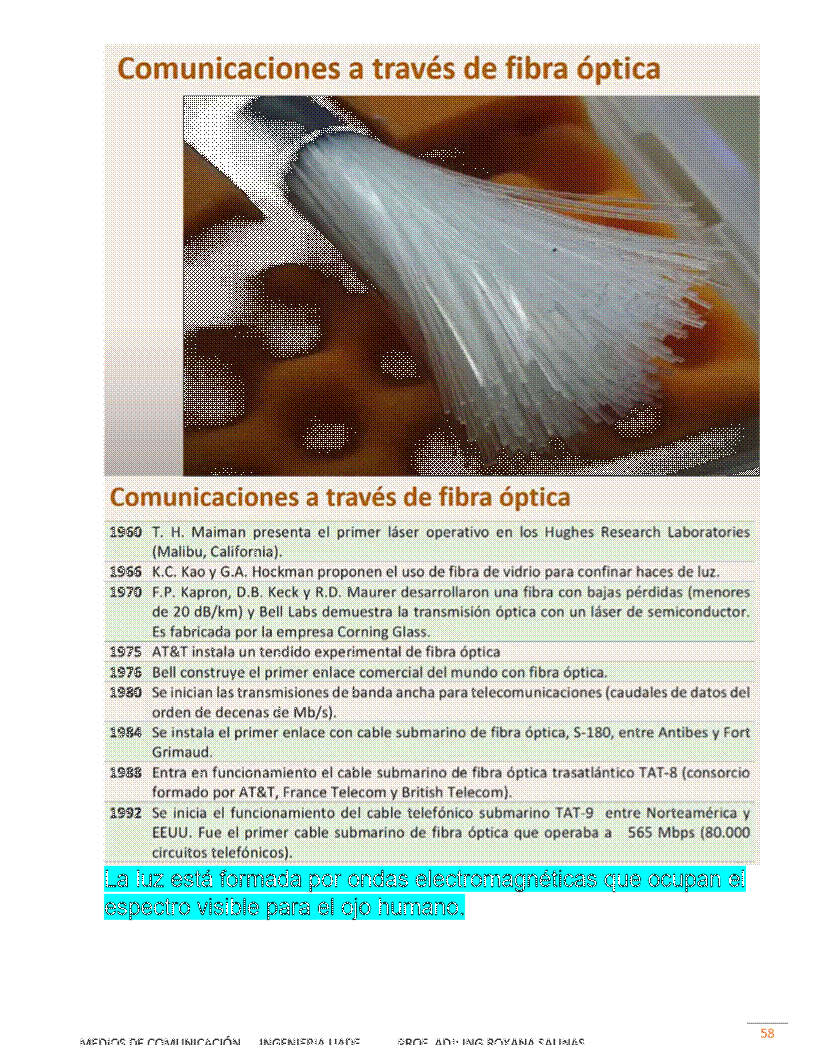 Comunicaciones a través de fibra óptica
Comunicaciones a través de fibra óptica
1960 T. H. Maiman presenta el primer láser operativo en los Hughes Research Laboratories
(Malibu, California).
1966 K.C. Kao y G.A. Hockman proponen el uso de fibra de vidrio para confinar haces de luz.
1970 F.P. Kapron, D.B. Keck y R.D. Maurer desarrollaron una fibra con bajas pérdidas (menores
de 20 dB/km) y Bell Labs demuestra la transmisión óptica con un láser de semiconductor.
Es fabricada por la empresa Corning Glass.
1975 AT&T instala un tendido experimental de fibra óptica
1976 Bell construye el primer enlace comercial del mundo con fibra óptica.
1980 Se inician las transmisiones de banda ancha para telecomunicaciones (caudales de datos del
orden de decenas de Mb/s).
1984 Se instala el primer enlace con cable submarino de fibra óptica, S-180, entre Antibes y Fort
Grimaud.
1988 Entra en funcionamiento el cable submarino de fibra óptica trasatlántico TAT-8 (consorcio
formado por AT&T, France Telecom y British Telecom).
1992 Se inicia el funcionamiento del cable telefónico submarino TAT-9 entre Norteamérica y
EEUU. Fue el primer cable submarino de fibra óptica que operaba a 565 Mbps (80.000
circuitos telefónicos).
La luz está formada por ondas electromagnéticas que ocupan el
espectro visible para el ojo humano.
58
MEDIOS DE COMUNICACIÓN INGENIERIA UADE PROF. ADJ: ING ROXANA SALINAS